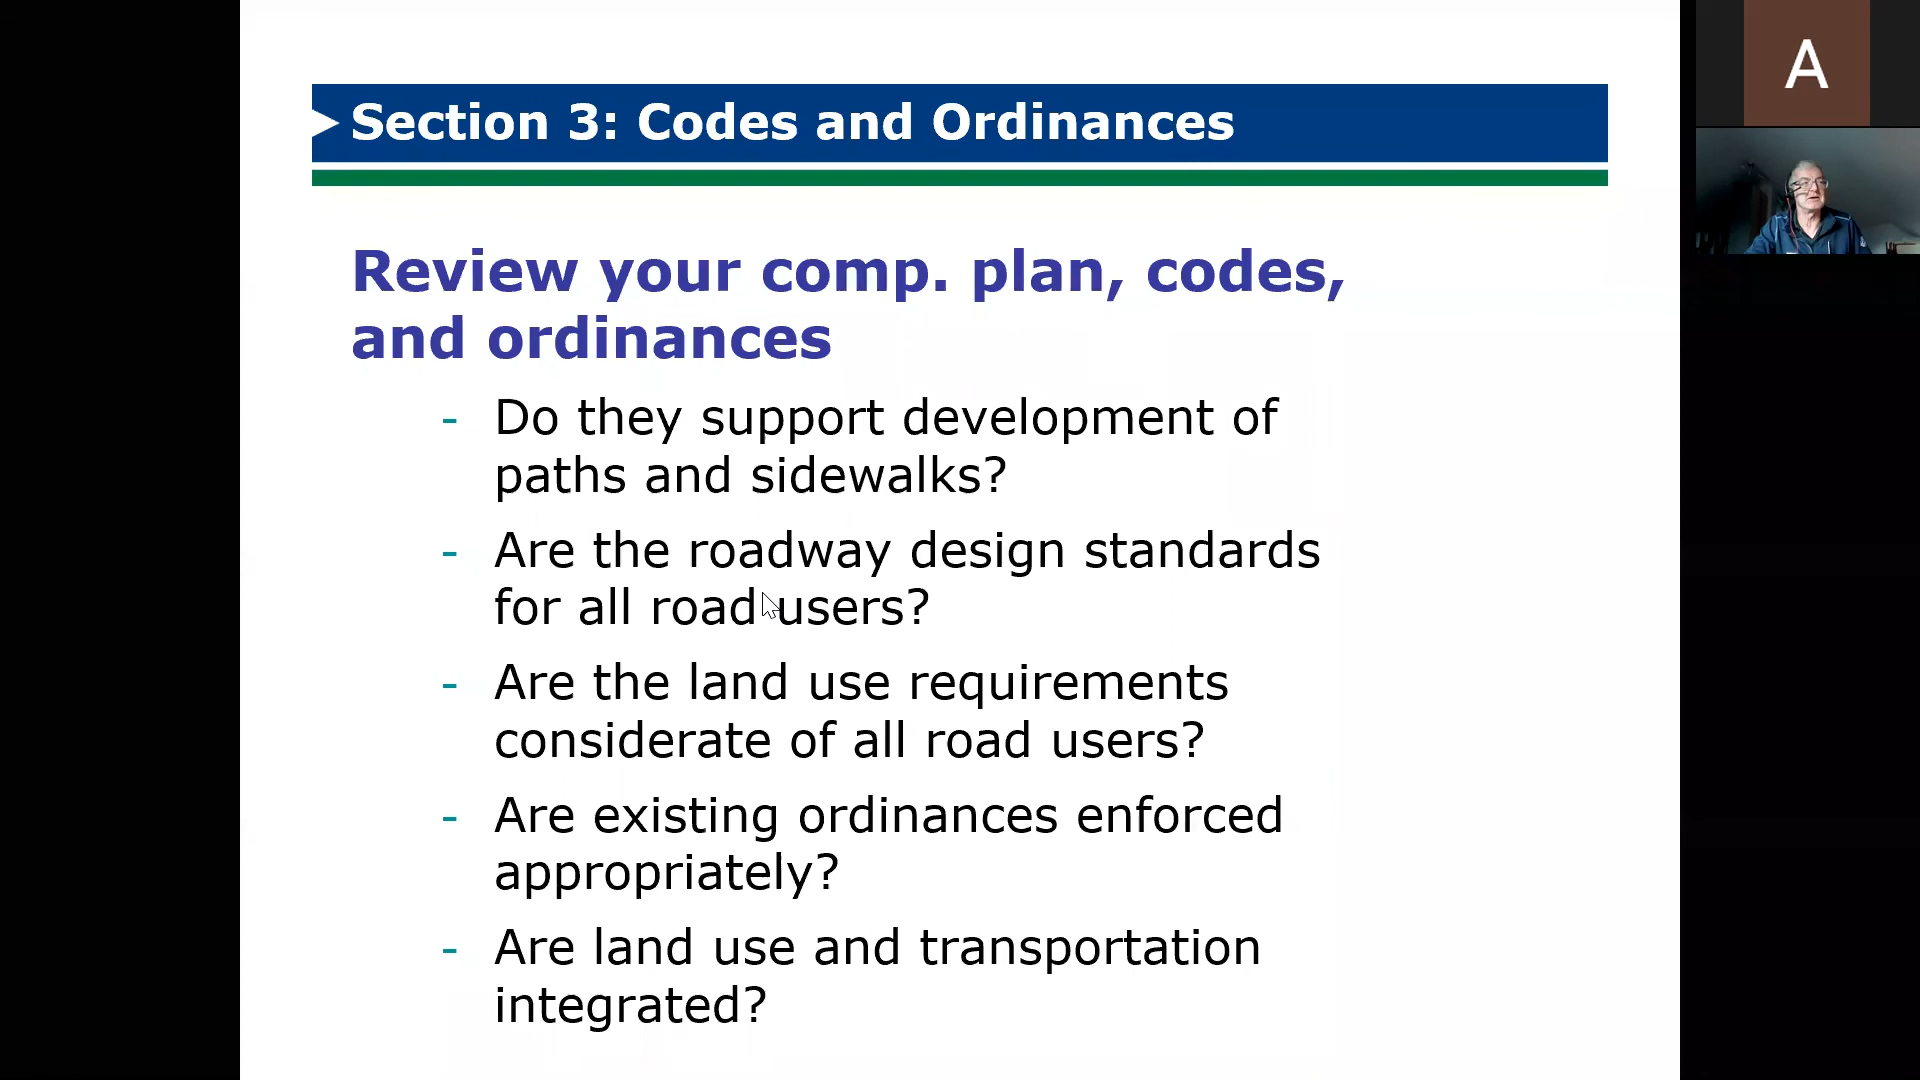 Section 3: Codes and Ordinances
A
Review your comp. plan, codes,
and ordinances
- Do they support development of
paths and sidewalks?
- Are the roadway design standards
for all road users?
- Are the land use requirements
considerate of all road users?
- Are existing ordinances enforced
appropriately?
- Are land use and transportation
integrated?